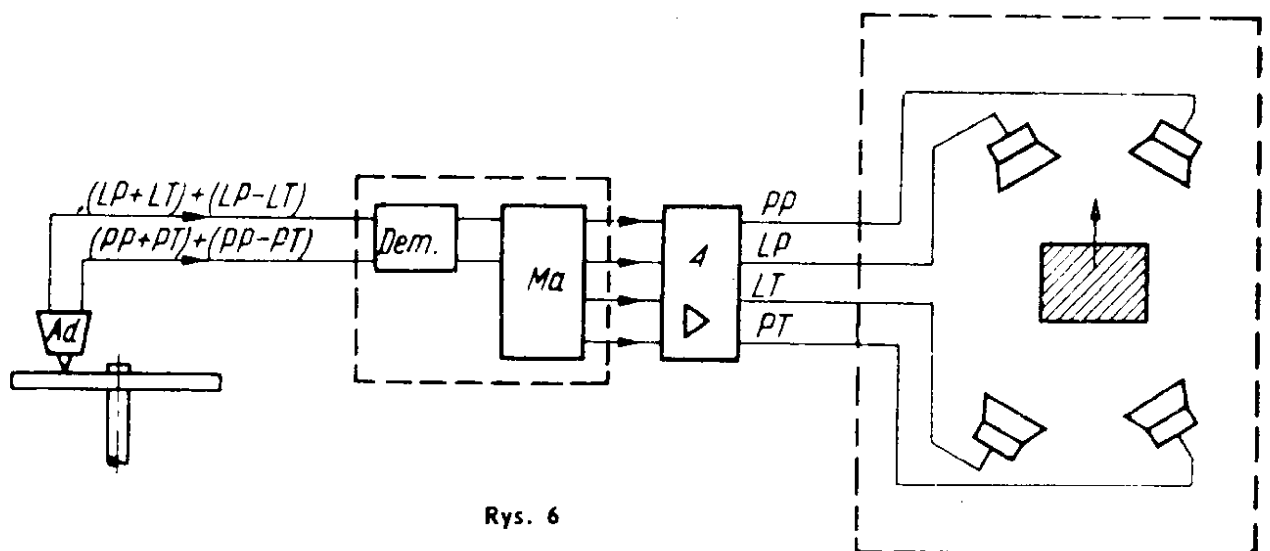 (LP+LT)+(LP-LT)
(PP+PT)+(PP-PT)
Ad
Dem.
Ma
4
PP
LP
LT
PT
Rys. 6